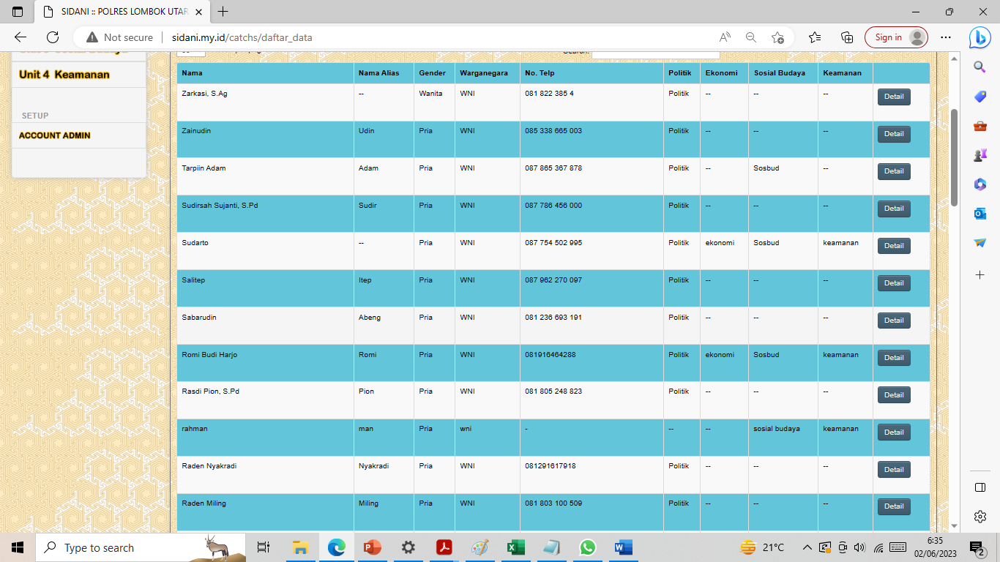 SIDANI :: POLRES LOMBOK UTAR
Not secure
sidani.my.id/catchs/daftar_data
Sign in
Search:
Unit 4 Keamanan
SETUP
ACCOUNT ADMIN
Nama Nama Alias Gender Warganegara No. Telp Politik Ekonomi Sosial Budaya Keamanan
Zarkasi, S.Ag -- Wanita WNI 081 822 385 4 Politik -- -- -- Detail
Zainudin Udin Pria WNI 085 338 665 003 Politik -- -- -- Detail
Tarpiin Adam Adam Pria WNI 087 865 367 878 Politik -- Sosbud -- Detail
Sudirsah Sujanti, S.Pd Sudir Pria WNI 087 786 456 000 Politik -- -- -- Detail
Sudarto -- Pria WNI 087 754 502 995 Politik ekonomi Sosbud keamanan Detail
Salitep Itep Pria WNI 087 962 270 097 Politik -- -- -- Detail
Sabarudin Abeng Pria WNI 081 236 693 191 Politik -- -- -- Detail
Romi Budi Harjo Romi Pria WNI 081916464288 Politik ekonomi Sosbud keamanan Detail
Rasdi Pion, S.Pd Pion Pria WNI 081 805 248 823 Politik -- -- -- Detail
rahman man Pria wni - -- -- sosial budaya keamanan Detail
Raden Nyakradi Nyakradi Pria WNI 081291617918 Politik -- -- -- Detail
Raden Miling Miling Pria WNI 081 803 100 509 Politik -- -- -- Detail
Type to search
21°C
6:35
02/06/2023
2